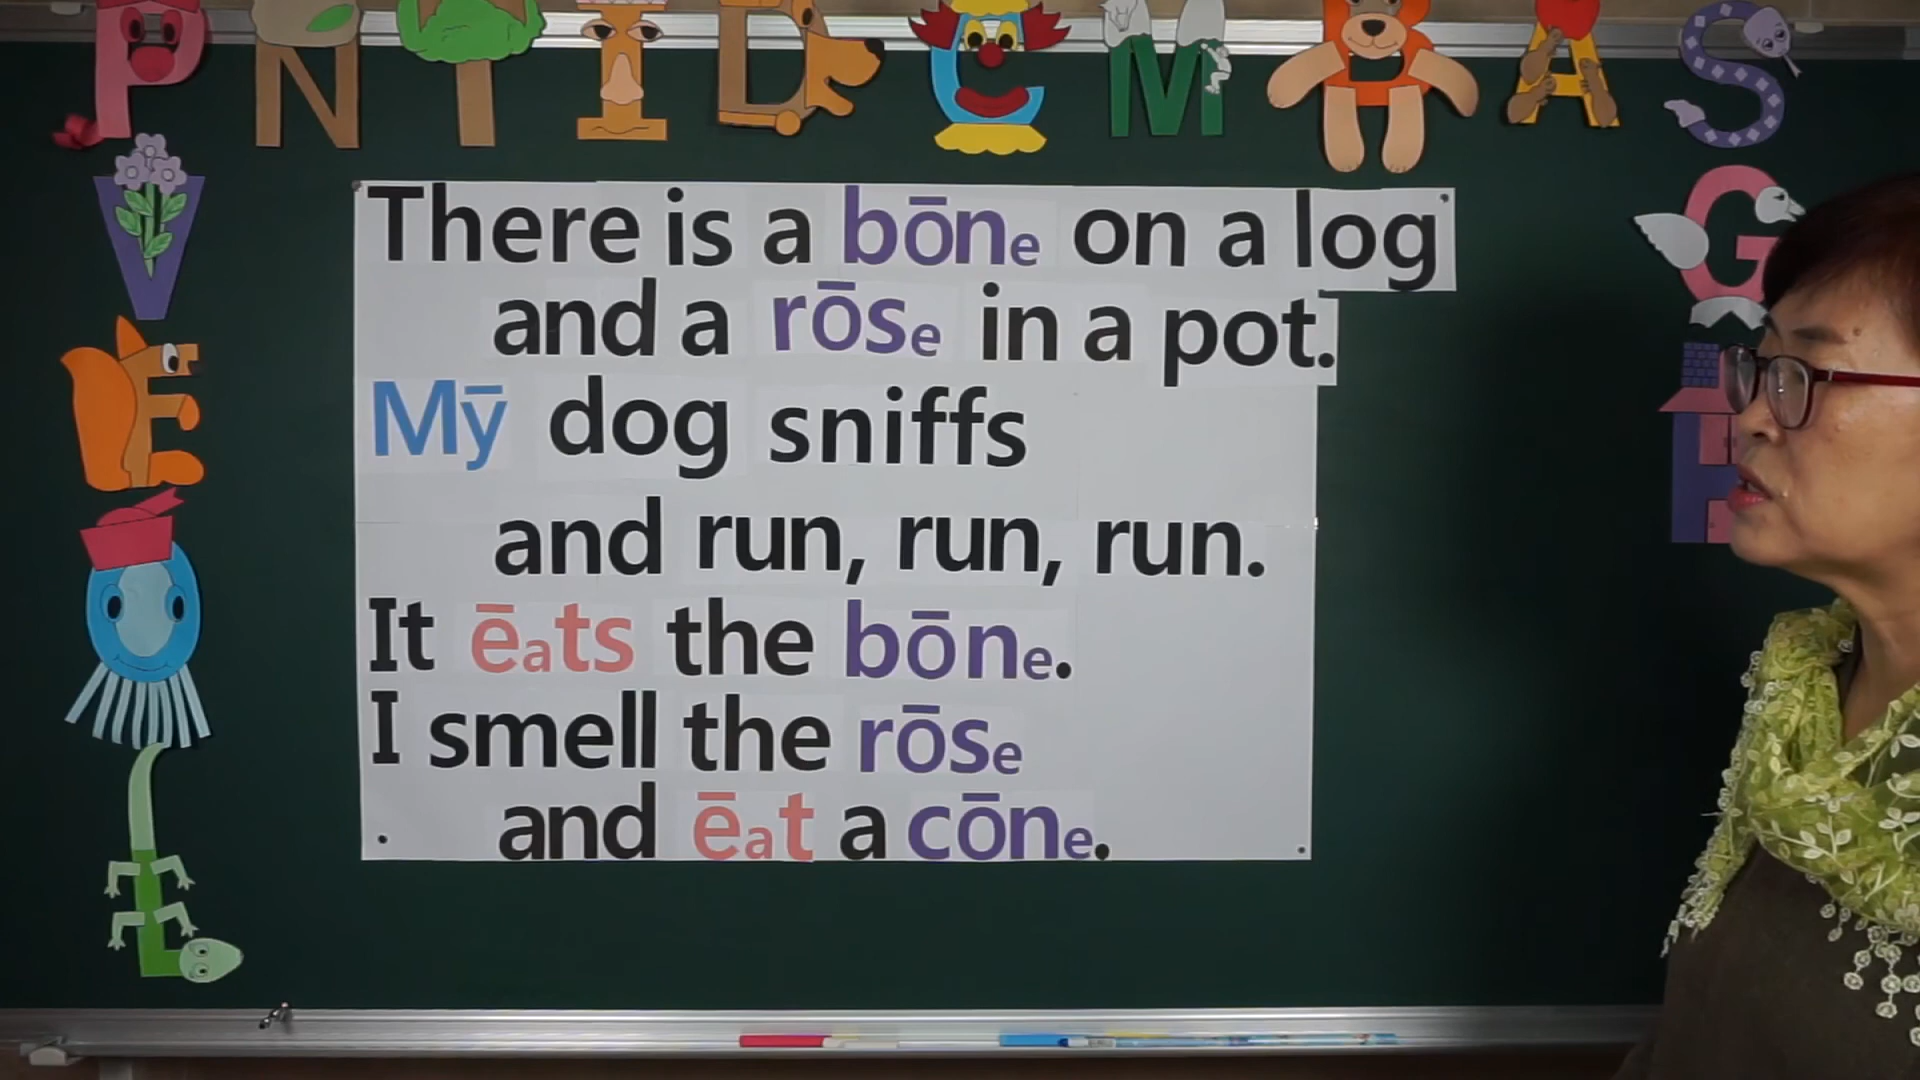 P N T I D C M B A S
V
E
G
H
L
There is a bōne on a log
and a rōse in a pot.
Mȳ dog sniffs
and run, run, run.
It ēats the bōne.
I smell the rōse
and ēat a cōne.